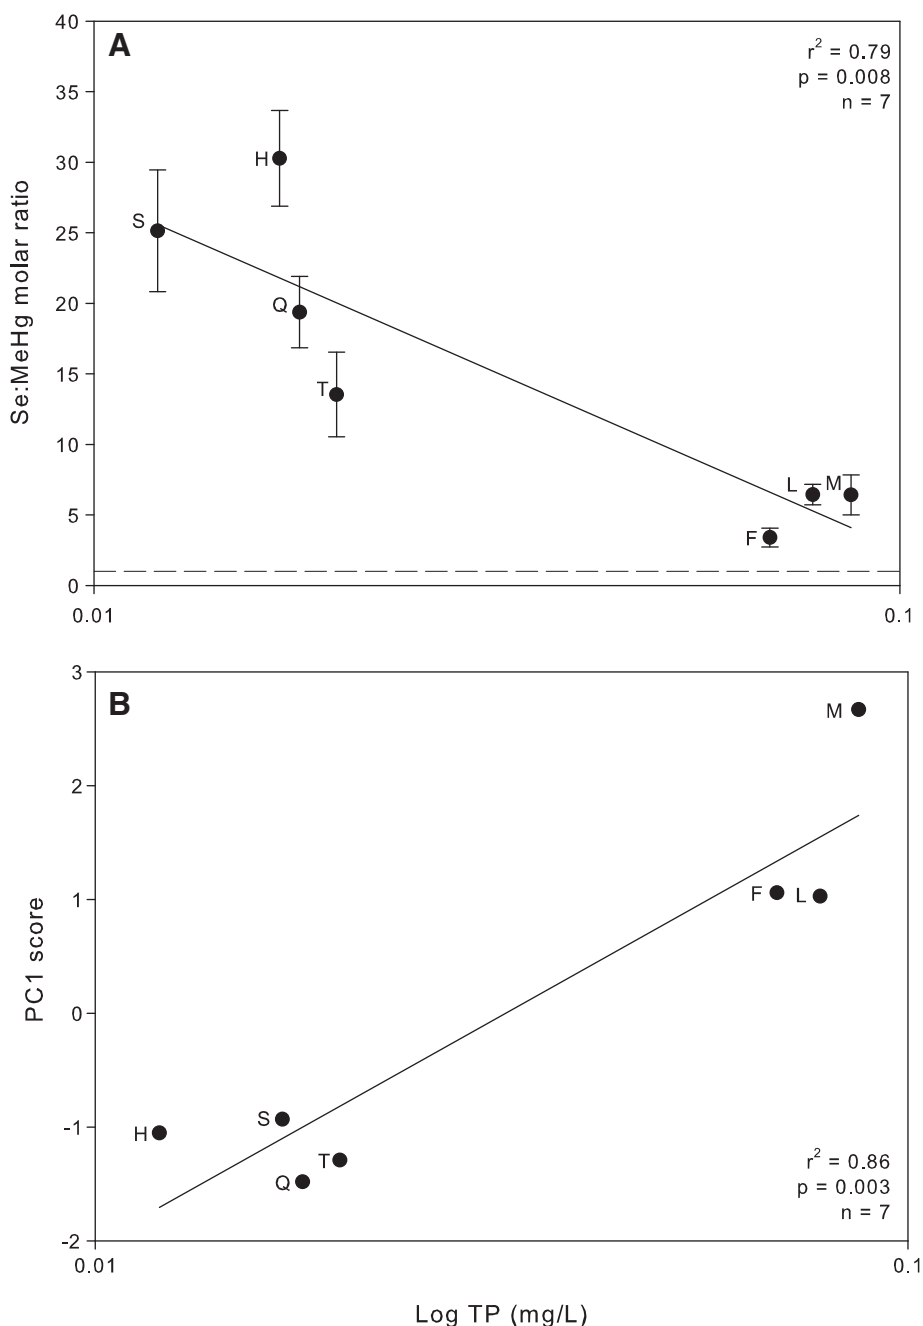 A
r² = 0.79
p = 0.008
n = 7
40
35
30
25
20
15
10
5
0
Se:MeHg molar ratio
S
H
Q
T
F
L
M
0.01
0.1
B
3
2
1
0
-1
-2
PC1 score
M
F
L
H
S
Q
T
r² = 0.86
p = 0.003
n = 7
0.01
0.1
Log TP (mg/L)